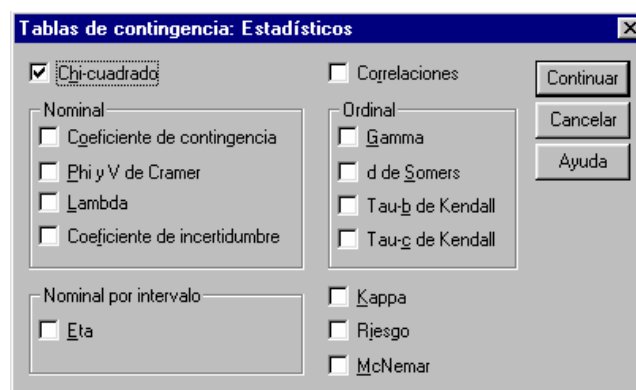 Tablas de contingencia: Estadísticos
Chi-cuadrado
Correlaciones
Continuar
Cancelar
Ayuda
Nominal
Coeficiente de contingencia
Phi y V de Cramer
Lambda
Coeficiente de incertidumbre
Ordinal
Gamma
d de Somers
Tau-b de Kendall
Tau-c de Kendall
Nominal por intervalo
Eta
Kappa
Riesgo
McNemar